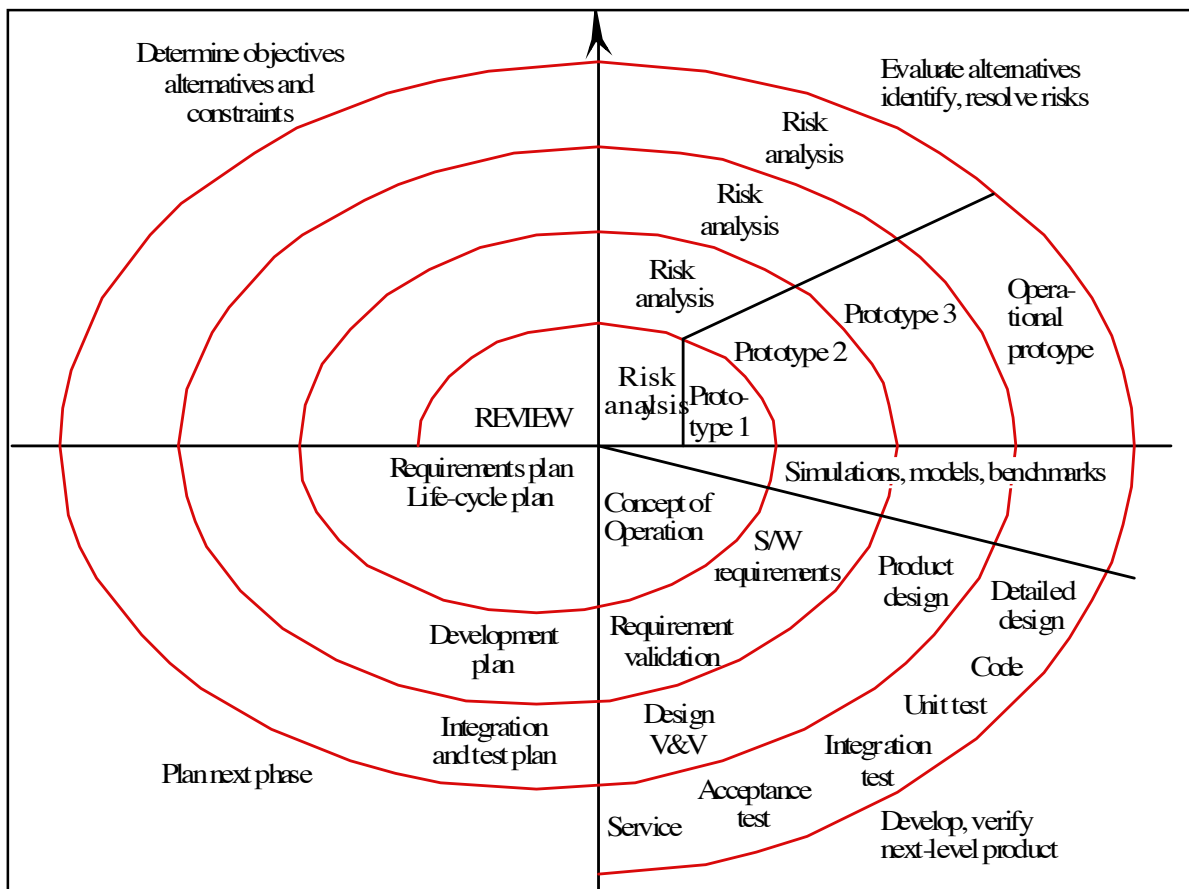 Determine objectives
alternatives and
constraints
Evaluate alternatives
identify, resolve risks
Risk
analysis
Risk
analysis
Risk
analysis
Risk
analysis
Proto-
type 1
Prototype 2
Prototype 3
Opera-
tional
protoype
REVIEW
Requirements plan
Life-cycle plan
Simulations, models, benchmarks
Concept of
Operation
S/W
requirements
Product
design
Detailed
design
Development
plan
Requirement
validation
Code
Unit test
Integration
and test plan
Design
V&V
Integration
test
Plan next phase
Acceptance
test
Service
Develop, verify
next-level product